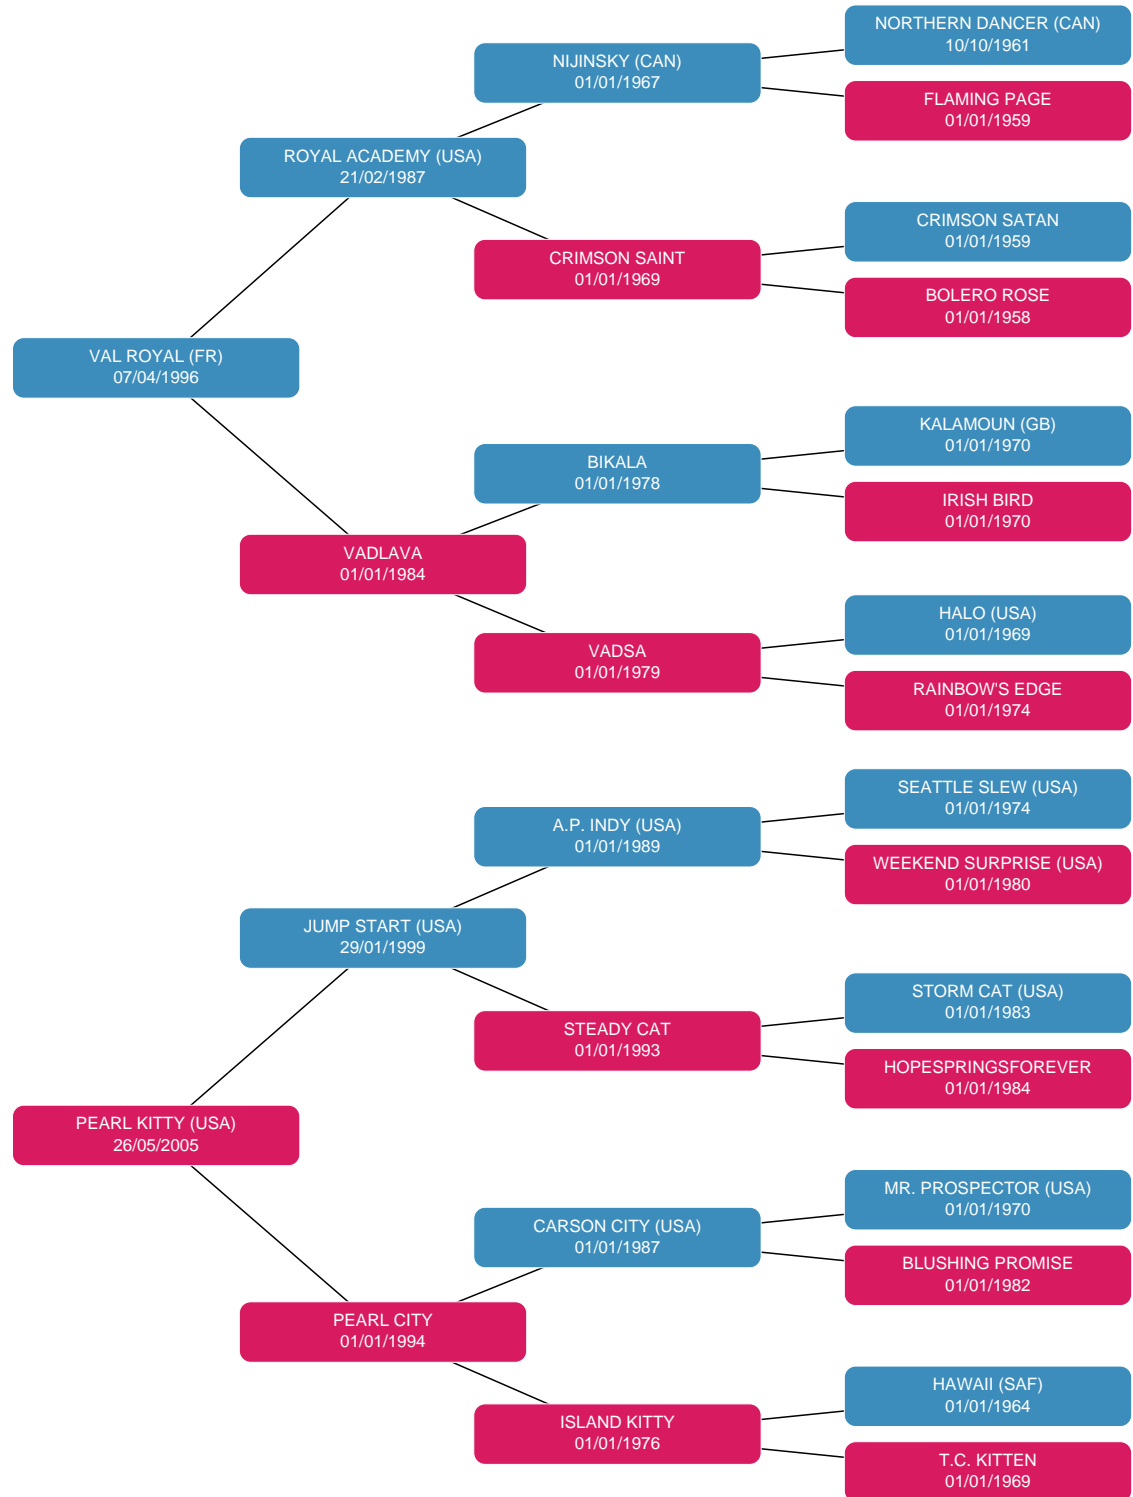 NORTHERN DANCER (CAN)
10/10/1961
NIJINSKY (CAN)
01/01/1967
FLAMING PAGE
01/01/1959
ROYAL ACADEMY (USA)
21/02/1987
CRIMSON SATAN
01/01/1959
CRIMSON SAINT
01/01/1969
BOLERO ROSE
01/01/1958
VAL ROYAL (FR)
07/04/1996
KALAMOUN (GB)
01/01/1970
BIKALA
01/01/1978
IRISH BIRD
01/01/1970
VADLAVA
01/01/1984
HALO (USA)
01/01/1969
VADSA
01/01/1979
RAINBOW'S EDGE
01/01/1974
SEATTLE SLEW (USA)
01/01/1974
A.P. INDY (USA)
01/01/1989
WEEKEND SURPRISE (USA)
01/01/1980
JUMP START (USA)
29/01/1999
STORM CAT (USA)
01/01/1983
STEADY CAT
01/01/1993
HOPESPRINGSFOREVER
01/01/1984
PEARL KITTY (USA)
26/05/2005
MR. PROSPECTOR (USA)
01/01/1970
CARSON CITY (USA)
01/01/1987
BLUSHING PROMISE
01/01/1982
PEARL CITY
01/01/1994
HAWAII (SAF)
01/01/1964
ISLAND KITTY
01/01/1976
T.C. KITTEN
01/01/1969